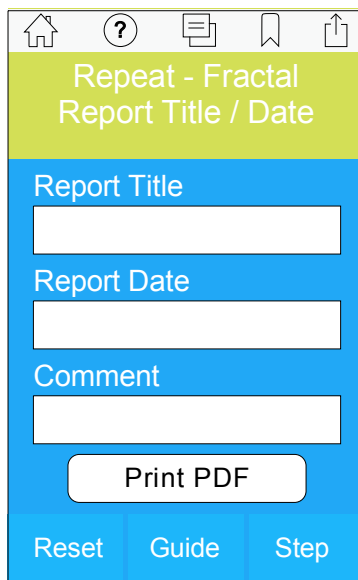 ?
Repeat - Fractal
Report Title / Date
Report Title
Report Date
Comment
Print PDF
Reset Guide Step